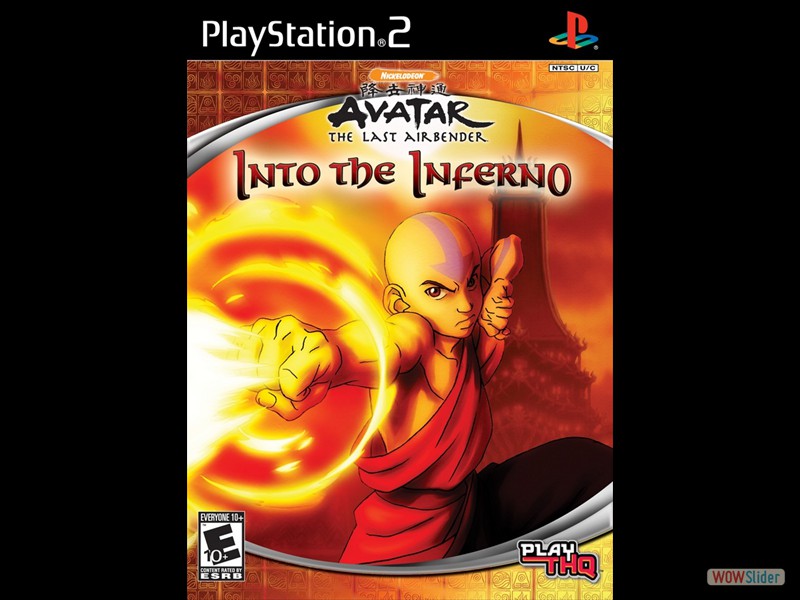 PlayStation®2
NTSC U/C
NICKELODEON
降去神通
AVATAR
THE LAST AIRBENDER
INTO THE INFERNO
EVERYONE 10+
E
10+
CONTENT RATED BY
ESRB
PLAY
THQ
WOWSlider